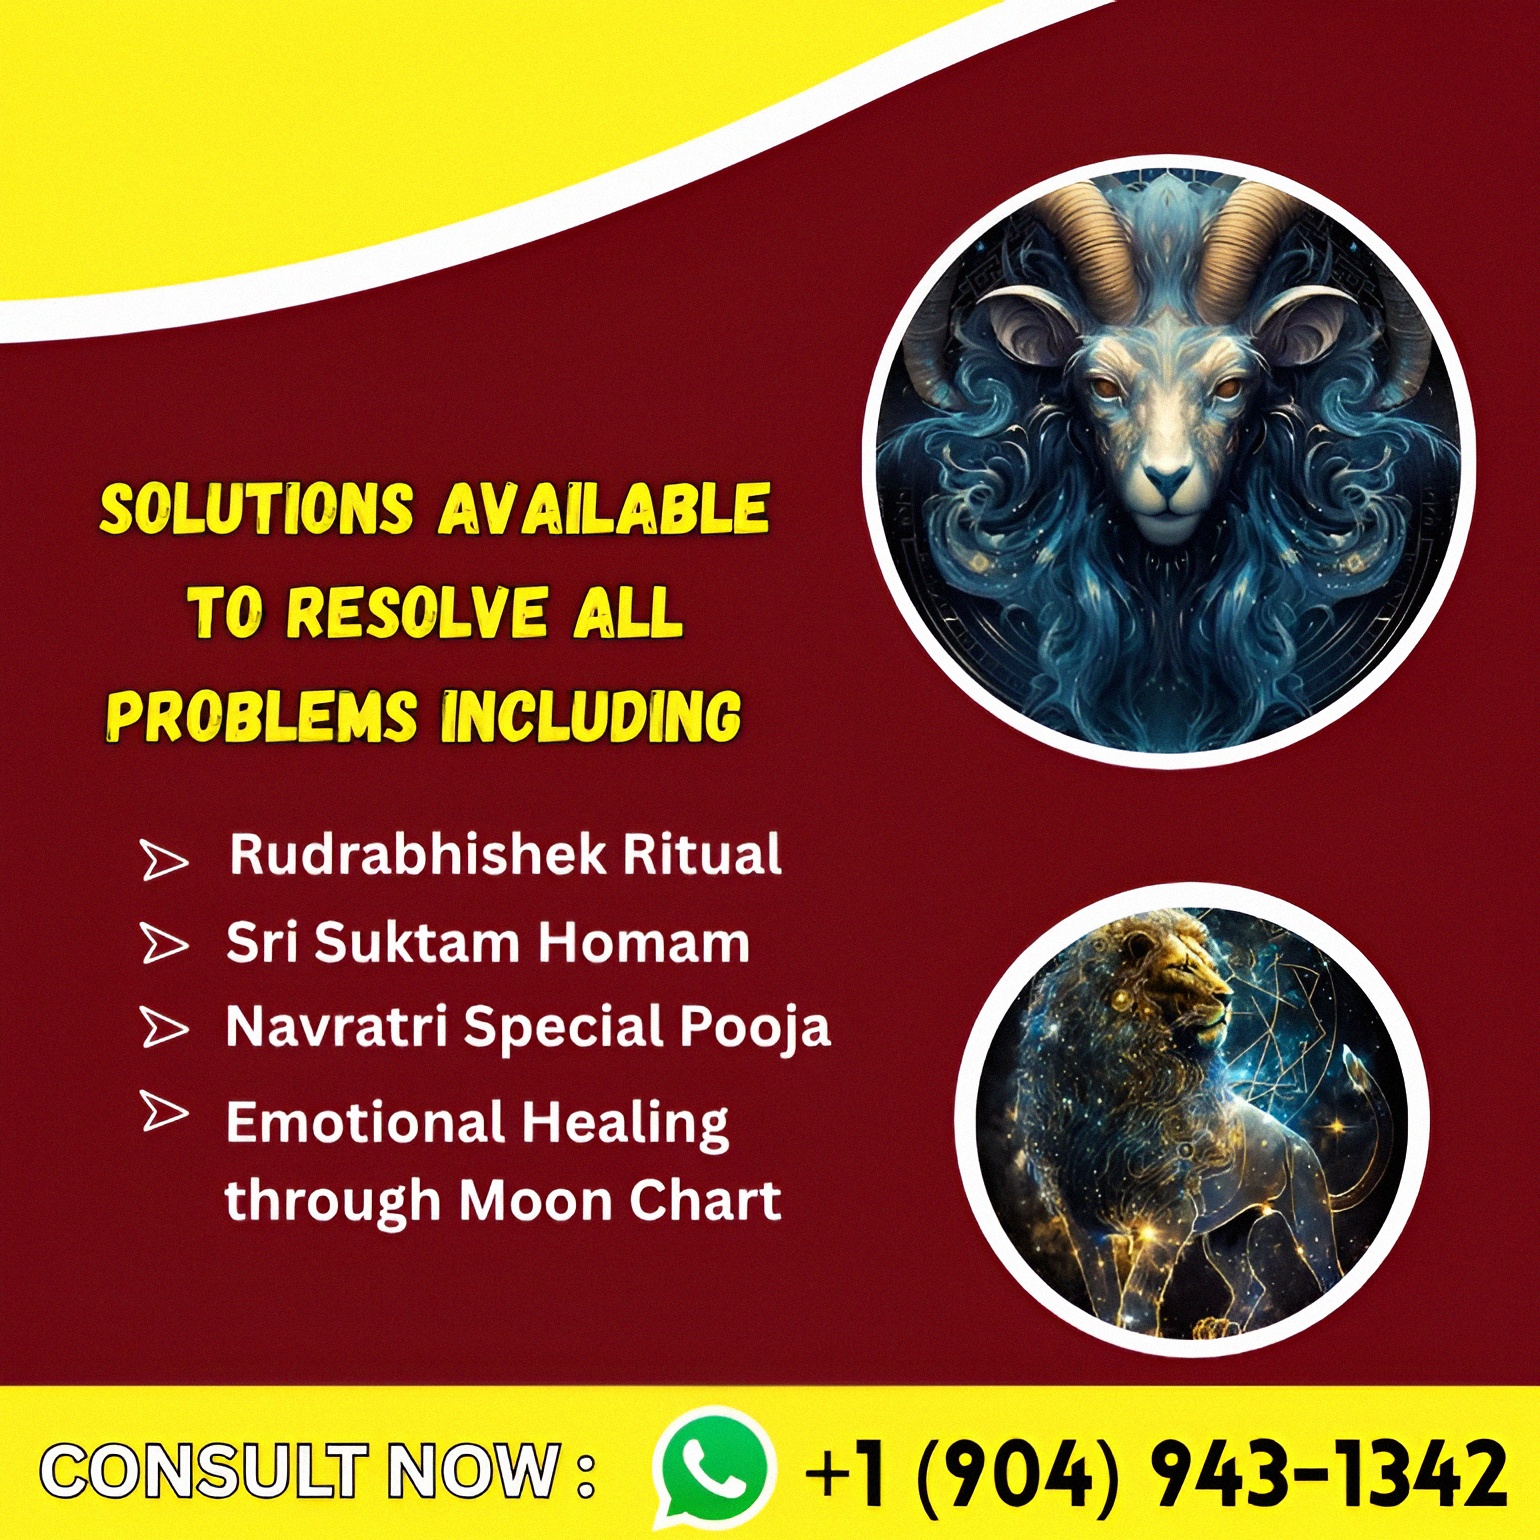 SOLUTIONS AVAILABLE
TO RESOLVE ALL
PROBLEMS INCLUDING
Rudrabhishek Ritual
Sri Suktam Homam
Navratri Special Pooja
Emotional Healing
through Moon Chart
CONSULT NOW : +1 (904) 943-1342